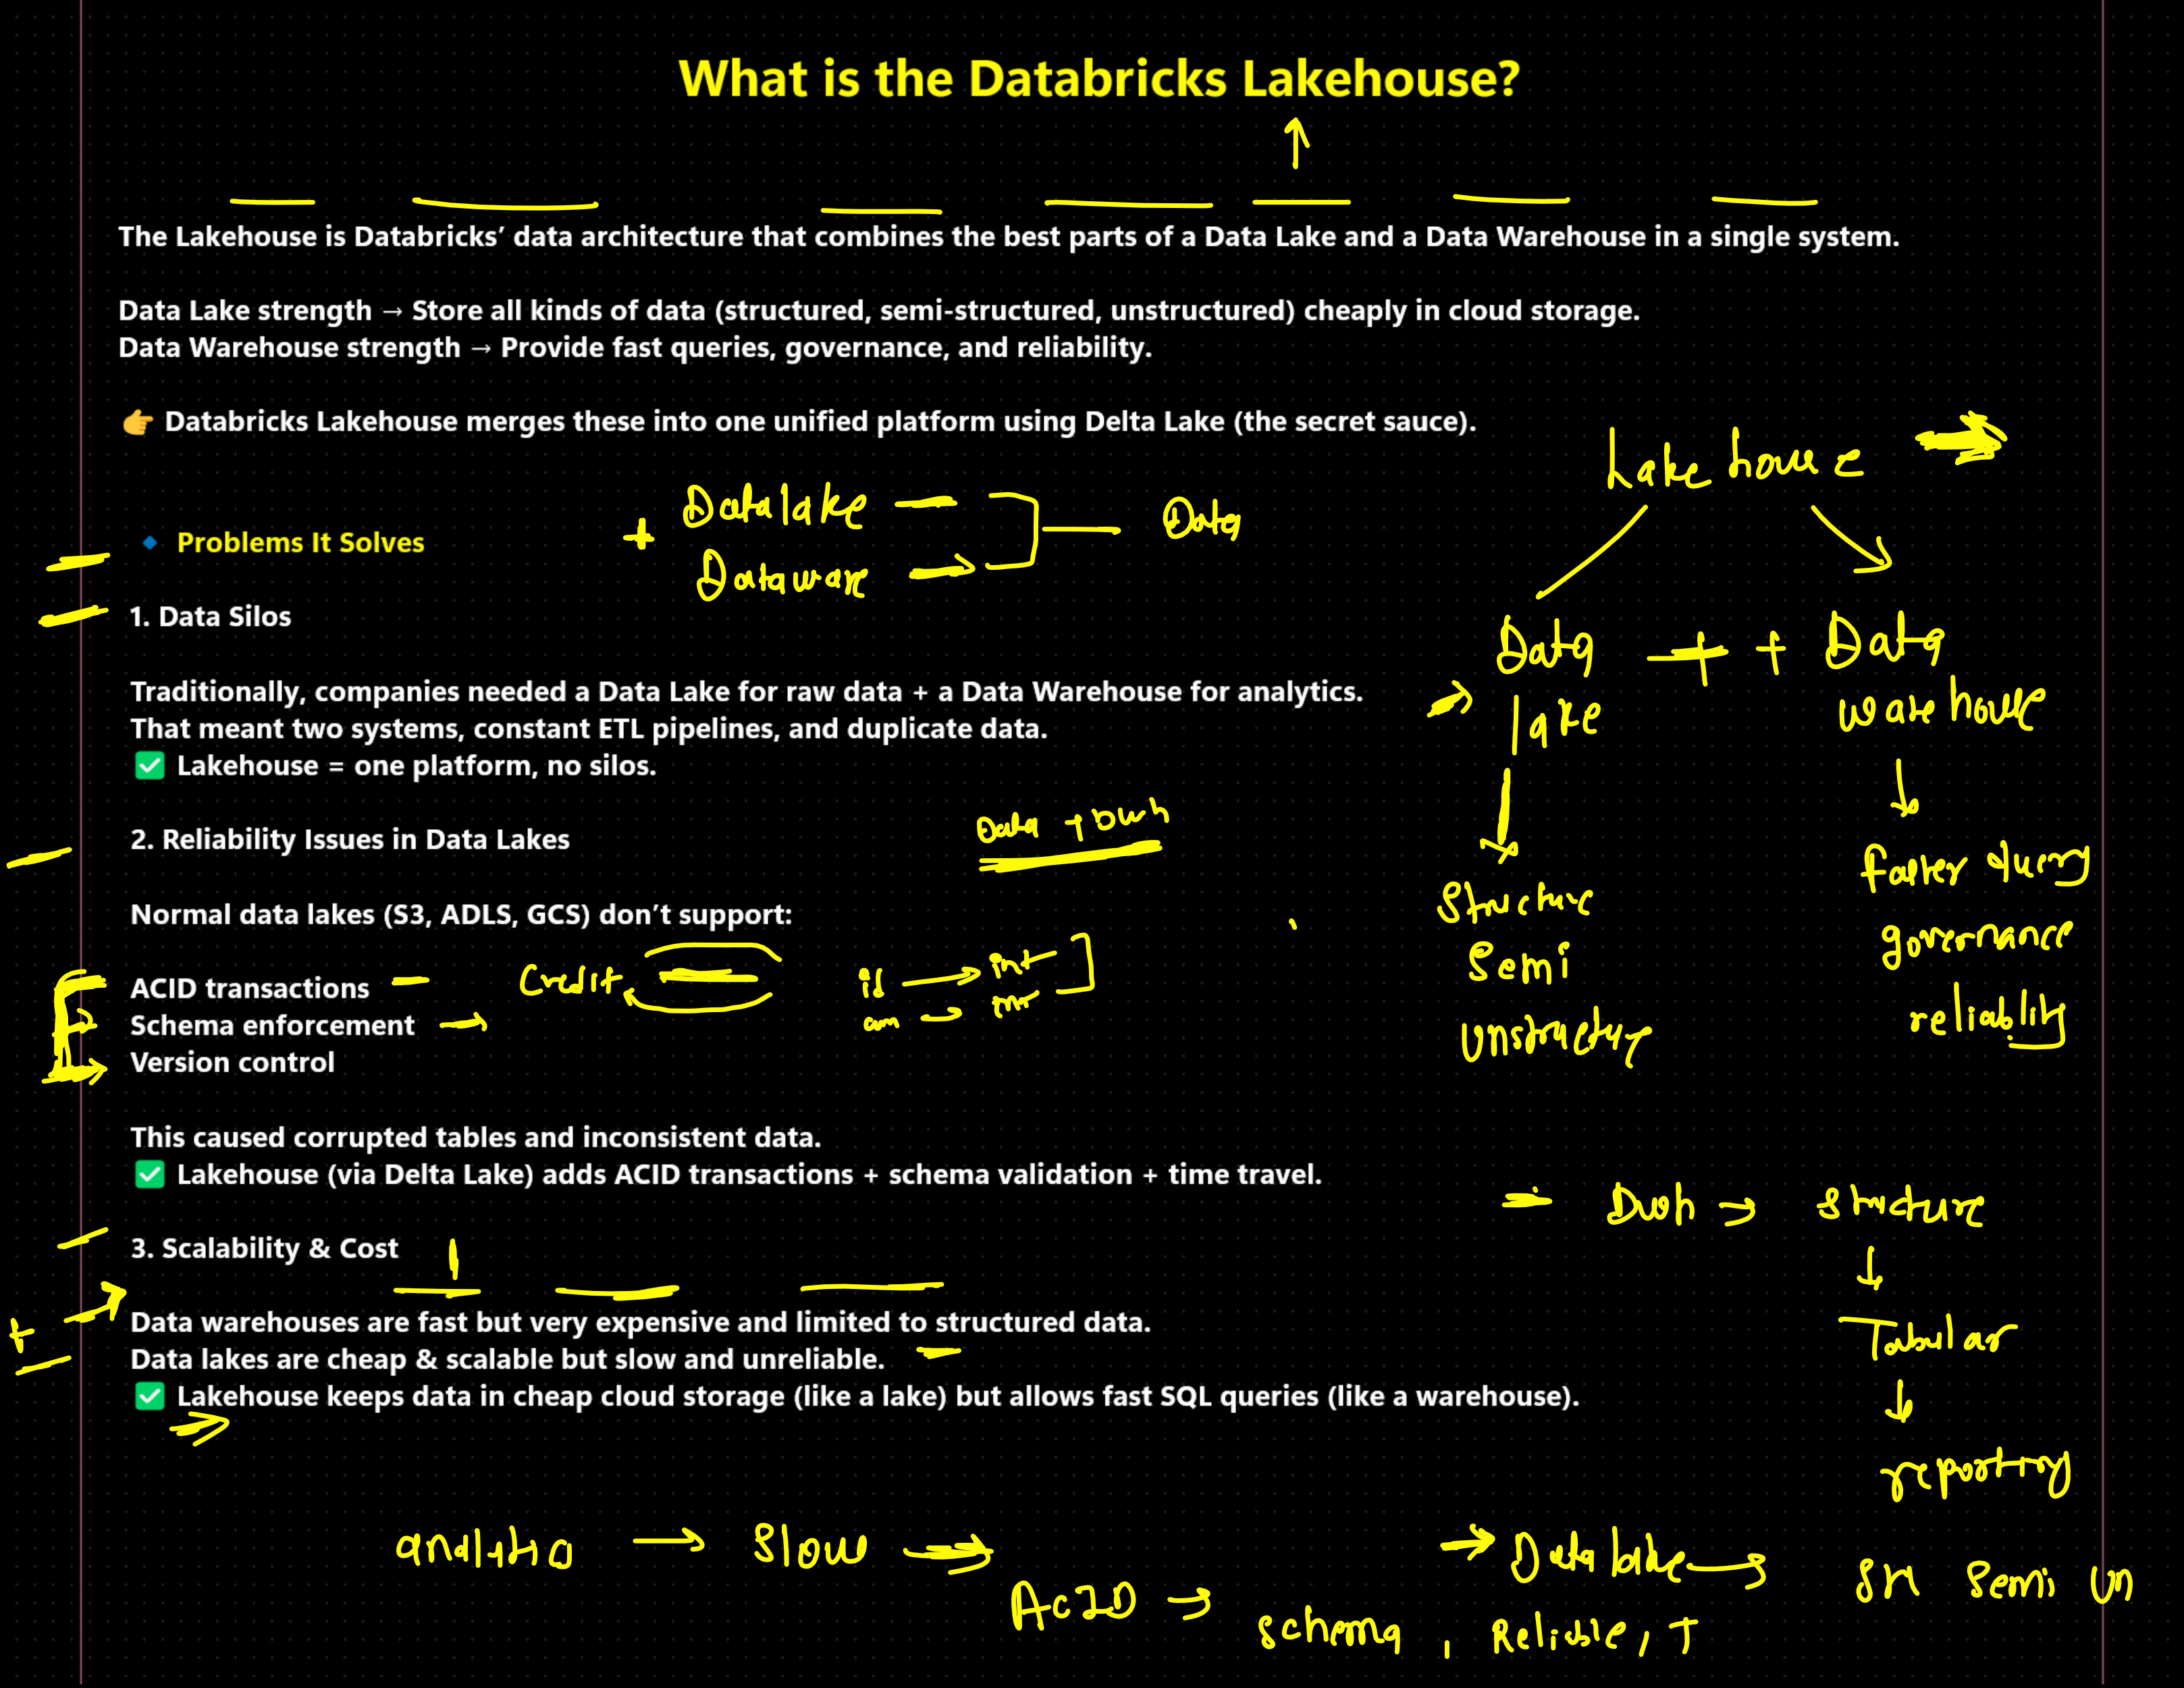 What is the Databricks Lakehouse?
The Lakehouse is Databricks’ data architecture that combines the best parts of a Data Lake and a Data Warehouse in a single system.
Data Lake strength → Store all kinds of data (structured, semi-structured, unstructured) cheaply in cloud storage.
Data Warehouse strength → Provide fast queries, governance, and reliability.
👉 Databricks Lakehouse merges these into one unified platform using Delta Lake (the secret sauce).
🔹 Problems It Solves
+ Datalake
Dataware
Data
1. Data Silos
Traditionally, companies needed a Data Lake for raw data + a Data Warehouse for analytics.
That meant two systems, constant ETL pipelines, and duplicate data.
✅ Lakehouse = one platform, no silos.
2. Reliability Issues in Data Lakes
Data + Dwh
Normal data lakes (S3, ADLS, GCS) don’t support:
ACID transactions
Schema enforcement →
Version control
Credit
id → int
am →
This caused corrupted tables and inconsistent data.
✅ Lakehouse (via Delta Lake) adds ACID transactions + schema validation + time travel.
3. Scalability & Cost
Data warehouses are fast but very expensive and limited to structured data.
Data lakes are cheap & scalable but slow and unreliable.
✅ Lakehouse keeps data in cheap cloud storage (like a lake) but allows fast SQL queries (like a warehouse).
Lake house
Data
lake
+ + Data
warehouse
Structure
Semi
Unstructure
faster query
governance
reliablity
Dwh → Structure
Tabular
reporting
→ Slow →
ACID →
Schema , Reliable, T
→ Data lake → Semi Un